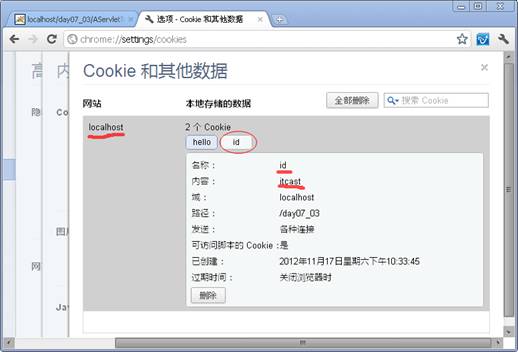 localhost/day07_03/AServletT
选项 - Cookie 和其他数据
chrome://settings/cookies
高
内
Cookie 和其他数据
网站
本地存储的数据
全部删除
搜索 Cookie
隐
Co
localhost
2 个 Cookie
hello
id
名称：
id
内容：
itcast
域：
localhost
路径：
/day07_03
发送：
各种连接
可访问脚本的 Cookie：
是
已创建：
2012年11月17日星期六下午10:33:45
过期时间：
关闭浏览器时
删除
图
网
Ja